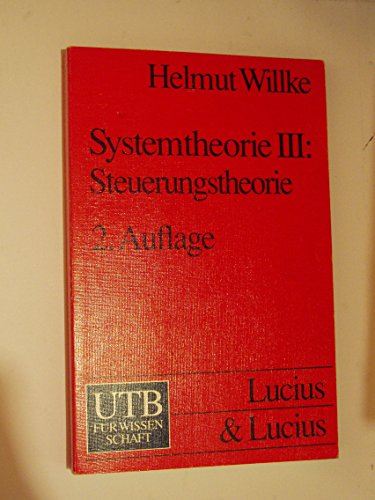 Helmut Willke
Systemtheorie III:
Steuerungstheorie
2. Auflage
UTB
FÜR WISSEN
SCHAFT
Lucius
& Lucius